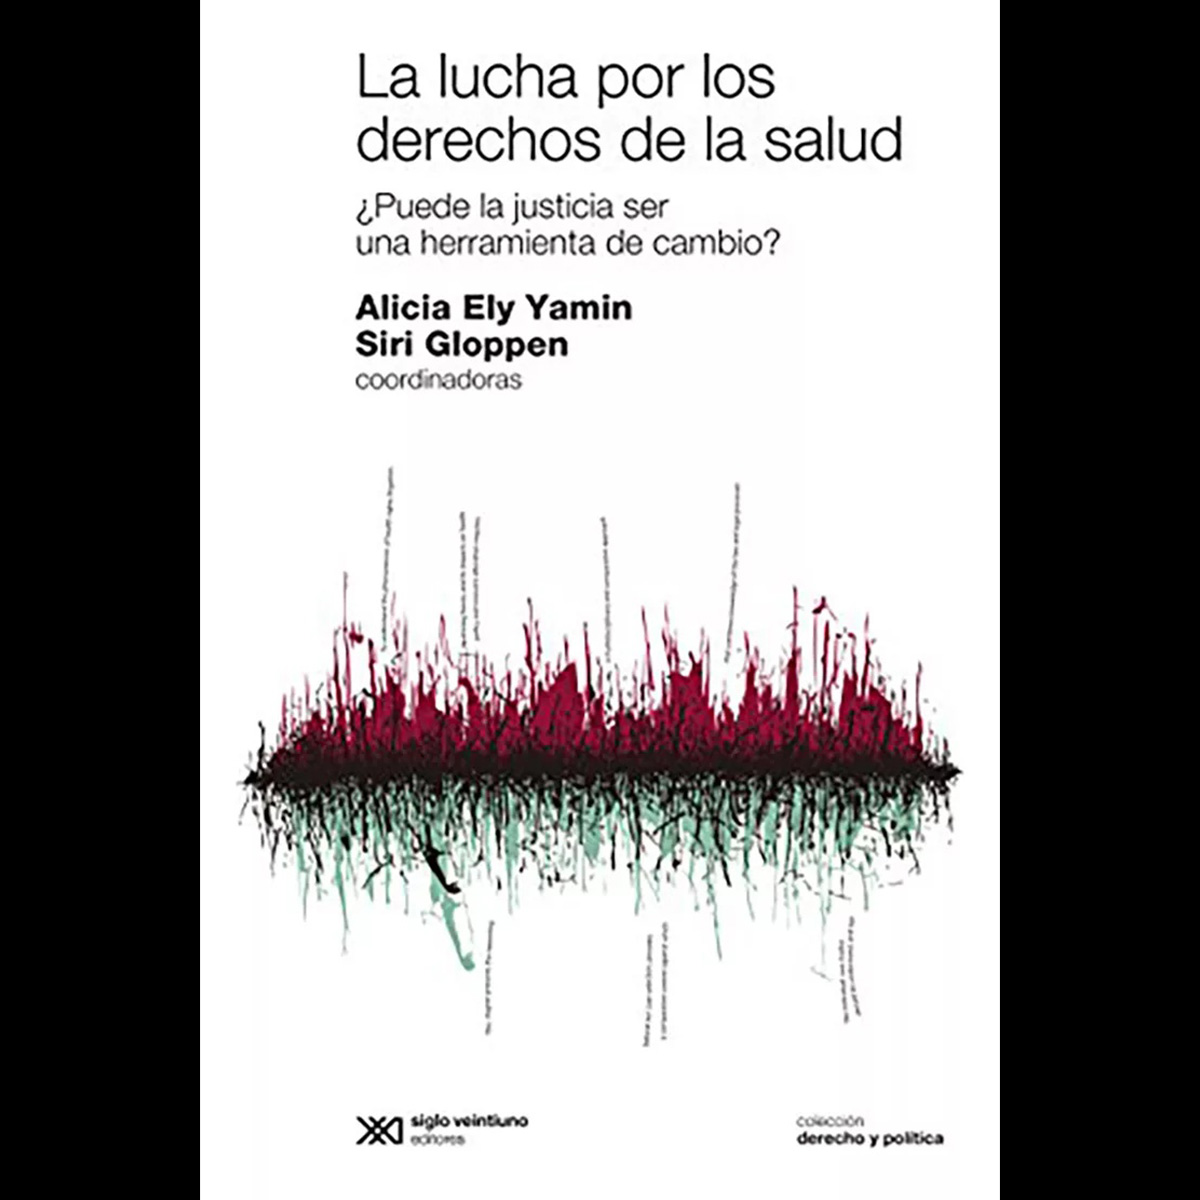 La lucha por los
derechos de la salud
¿Puede la justicia ser
una herramienta de cambio?
Alicia Ely Yamin
Siri Gloppen
coordinadoras
siglo veintiuno
editores
colección
derecho y política